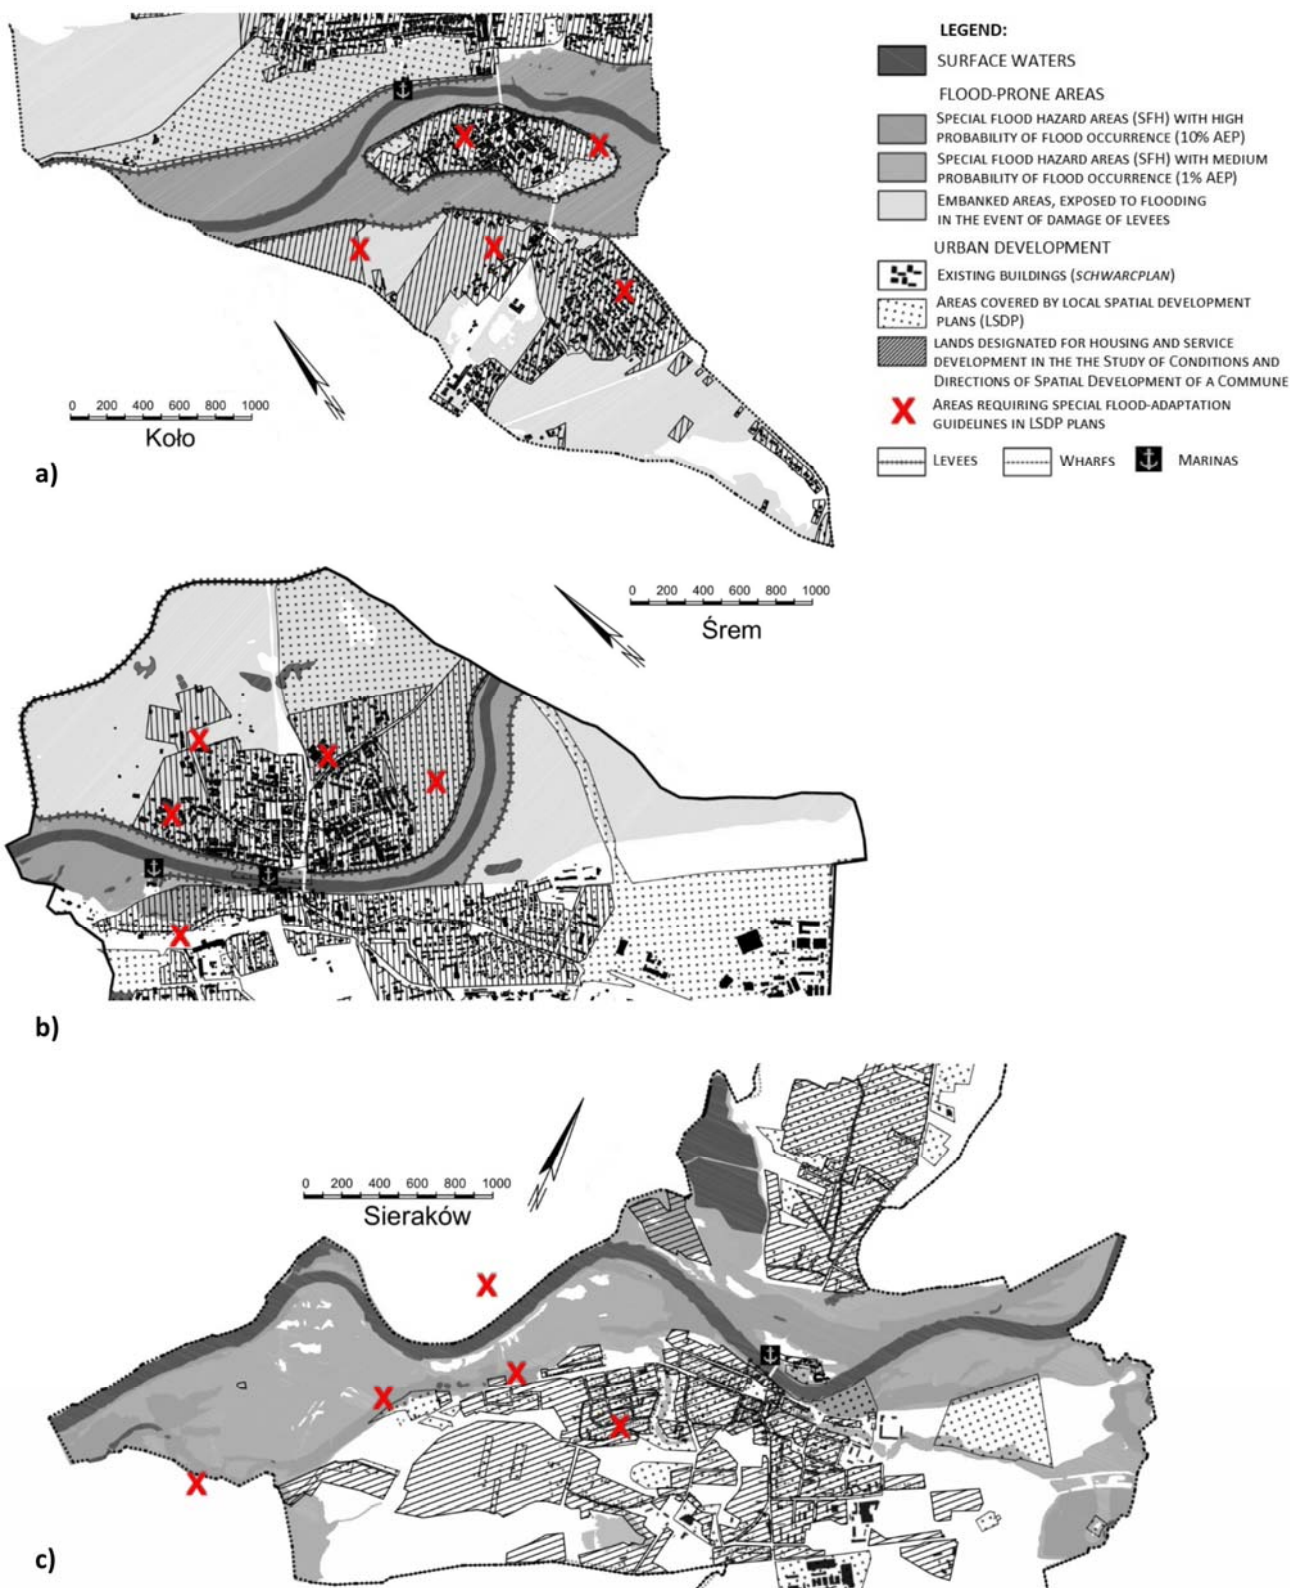 LEGEND:
SURFACE WATERS
FLOOD-PRONE AREAS
SPECIAL FLOOD HAZARD AREAS (SFH) WITH HIGH
PROBABILITY OF FLOOD OCCURRENCE (10% AEP)
SPECIAL FLOOD HAZARD AREAS (SFH) WITH MEDIUM
PROBABILITY OF FLOOD OCCURRENCE (1% AEP)
EMBANKED AREAS, EXPOSED TO FLOODING
IN THE EVENT OF DAMAGE OF LEVEES
URBAN DEVELOPMENT
EXISTING BUILDINGS (SCHWARCPLAN)
AREAS COVERED BY LOCAL SPATIAL DEVELOPMENT
PLANS (LSDP)
LANDS DESIGNATED FOR HOUSING AND SERVICE
DEVELOPMENT IN THE THE STUDY OF CONDITIONS AND
DIRECTIONS OF SPATIAL DEVELOPMENT OF A COMMUNE
X AREAS REQUIRING SPECIAL FLOOD-ADAPTATION
GUIDELINES IN LSDP PLANS
LEVEES WHARFS MARINAS
0 200 400 600 800 1000
Koło
a)
0 200 400 600 800 1000
Śrem
b)
0 200 400 600 800 1000
Sieraków
c)